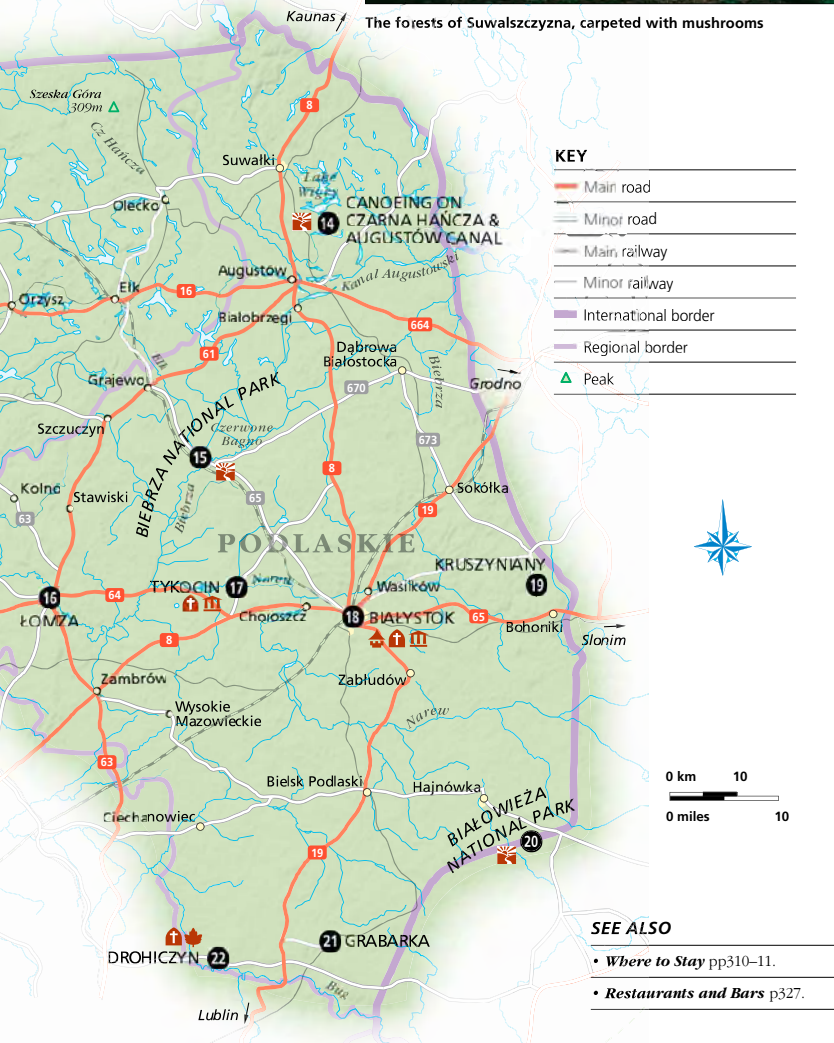 Kaunas
The forests of Suwalszczyzna, carpeted with mushrooms
Szeska Góra
309m
8
Cz Hańcza
KEY
Main road
Minor road
Main railway
Minor railway
International border
Regional border
Peak
Suwałki
Lake
Wigry
Olecko
14
CANOEING ON
CZARNA HAŃCZA &
AUGUSTÓW CANAL
Augustów
Kanal Augustowski
Ełk
16
Orzysz
Białobrzegi
664
61
Dąbrowa
Białostocka
Ełk
Biebrza
Grodno
Grajewo
670
BIEBRZA NATIONAL PARK
Szczuczyn
Czerwone
Bagno
673
15
8
Kolno
Stawiski
65
Sokółka
63
Biebrza
19
PODLASKIE
KRUSZYNIANY
19
TYKOCIN
17
Narew
Wasilków
16
64
ŁOMŻA
Choroszcz
18
BIAŁYSTOK
65
Bohoniki
8
Slonim
Zabłudów
Zambrów
Wysokie
Mazowieckie
Narew
63
0 km 10
0 miles 10
Bielsk Podlaski
Hajnówka
BIAŁOWIEŻA
NATIONAL PARK
20
Ciechanowiec
19
SEE ALSO
• Where to Stay pp310–11.
• Restaurants and Bars p327.
21
GRABARKA
DROHICZYN
22
Bug
Lublin